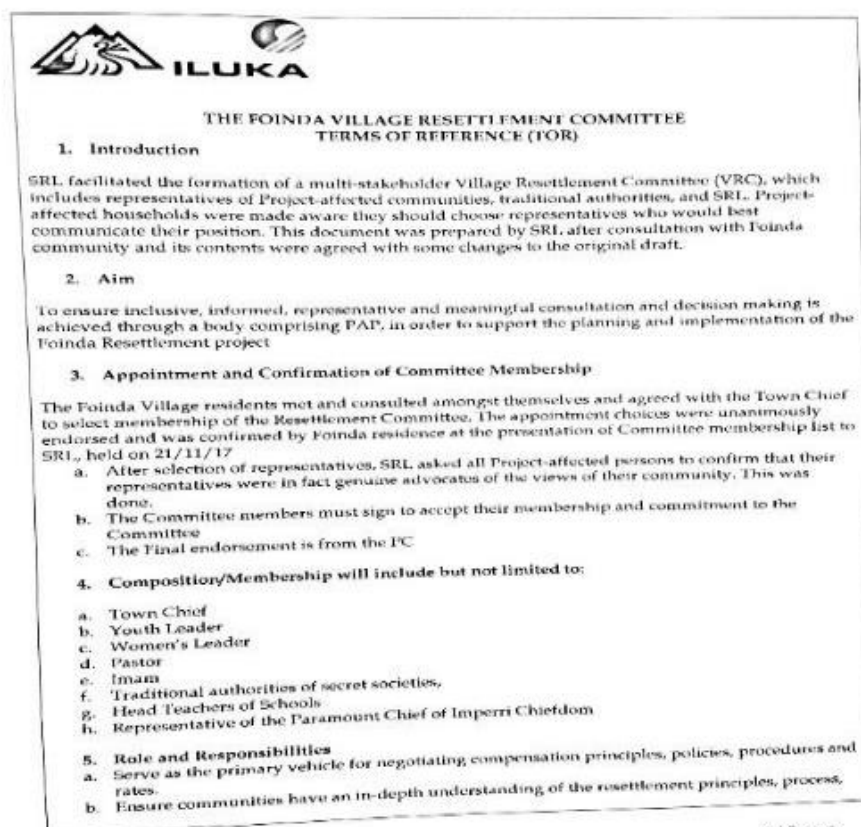 ILUKA
THE FOINDA VILLAGE RESETTLEMENT COMMITTEE
TERMS OF REFERENCE (TOR)
1. Introduction
SRL facilitated the formation of a multi-stakeholder Village Resettlement Committee (VRC), which
includes representatives of Project-affected communities, traditional authorities, and SRL. Project-
affected households were made aware they should choose representatives who would best
communicate their position. This document was prepared by SRL after consultation with Foinda
community and its contents were agreed with some changes to the original draft.
2. Aim
To ensure inclusive, informed, representative and meaningful consultation and decision making is
achieved through a body comprising PAP, in order to support the planning and implementation of the
Foinda Resettlement project
3. Appointment and Confirmation of Committee Membership
The Foinda Village residents met and consulted amongst themselves and agreed with the Town Chief
to select membership of the Resettlement Committee. The appointment choices were unanimously
endorsed and was confirmed by Foinda residence at the presentation of Committee membership list to
SRL, held on 21/11/17
a. After selection of representatives, SRL asked all Project-affected persons to confirm that their
representatives were in fact genuine advocates of the views of their community. This was
done.
b. The Committee members must sign to accept their membership and commitment to the
Committee
c. The Final endorsement is from the PC
4. Composition/Membership will include but not limited to:
a. Town Chief
b. Youth Leader
c. Women's Leader
d. Pastor
e. Imam
f. Traditional authorities of secret societies,
g. Head Teachers of Schools
h. Representative of the Paramount Chief of Imperri Chiefdom
5. Role and Responsibilities
a. Serve as the primary vehicle for negotiating compensation principles, policies, procedures and
rates.
b. Ensure communities have an in-depth understanding of the resettlement principles, process,